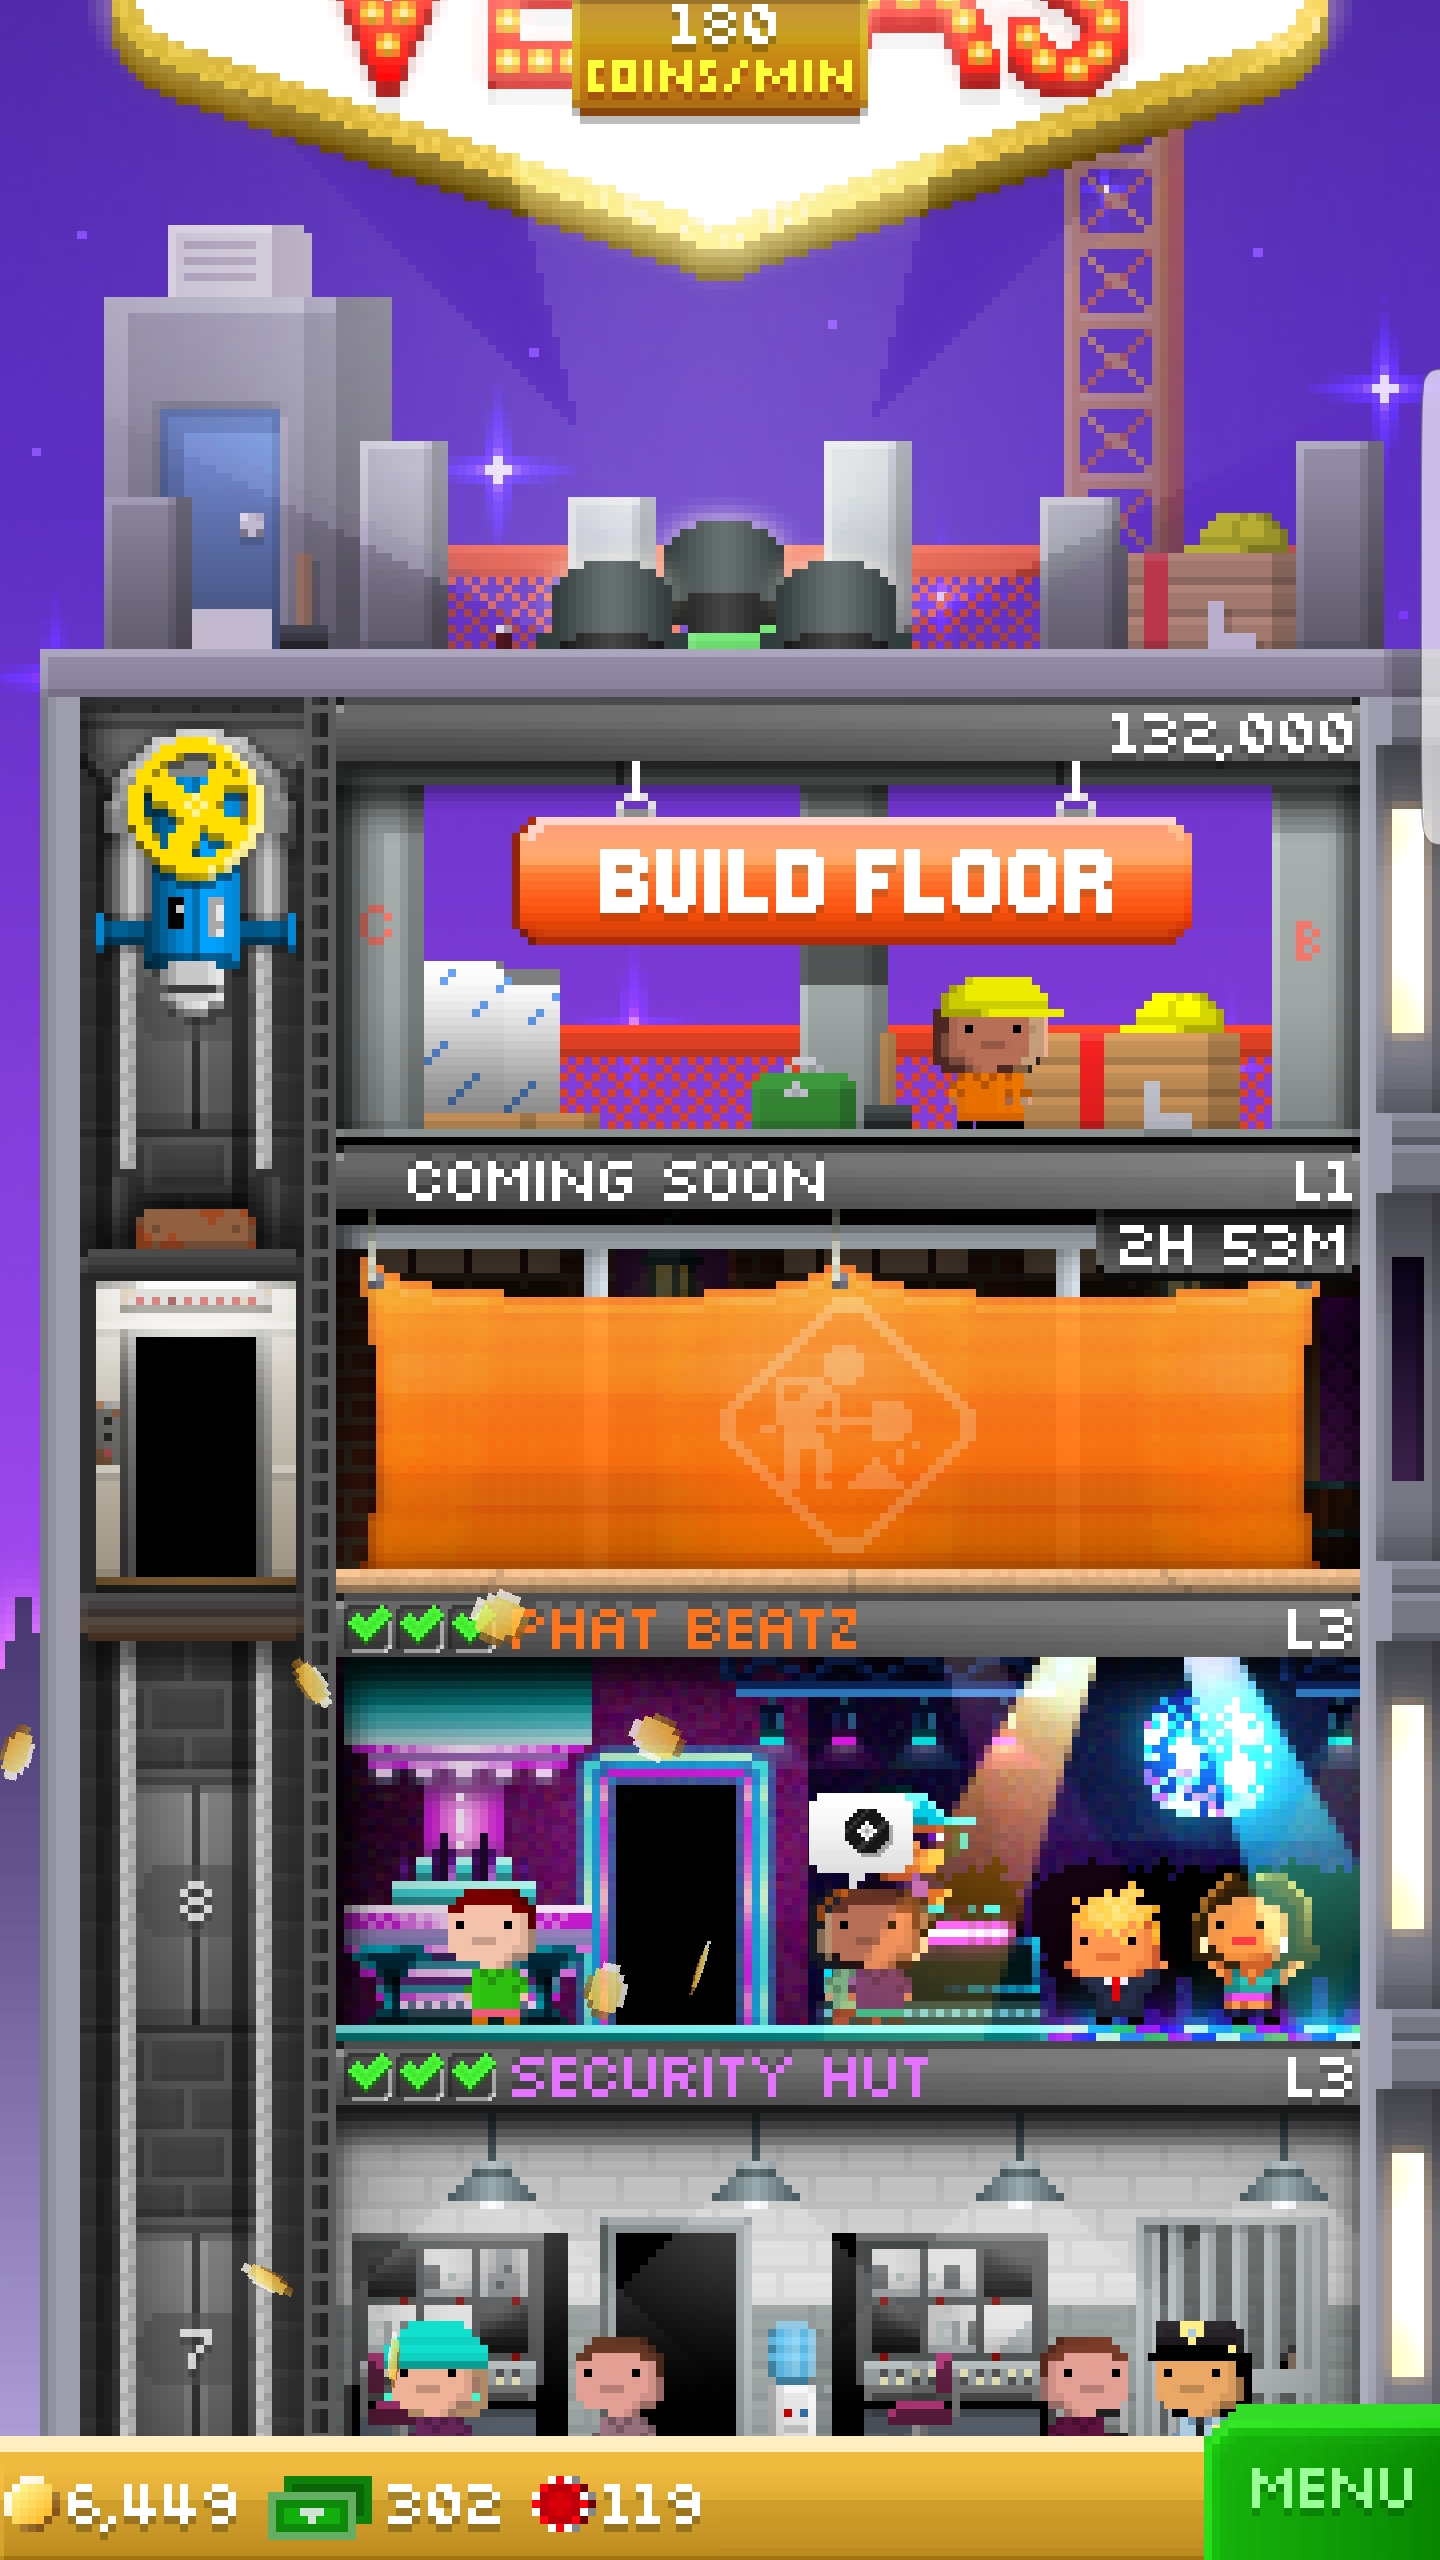 180
COINS/MIN
132,000
BUILD FLOOR
C
B
COMING SOON L1
2H 53M
PHAT BEATZ L3
8
SECURITY HUT L3
7
6,449 302 119
MENU